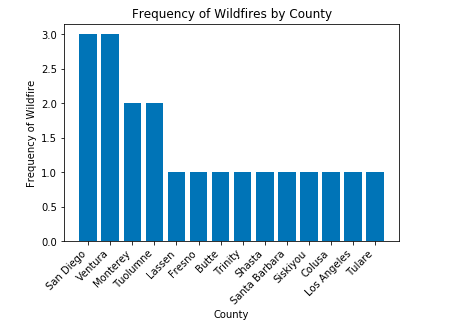 Frequency of Wildfires by County
Frequency of Wildfire
3.0
2.5
2.0
1.5
1.0
0.5
0.0
San Diego
Ventura
Monterey
Tuolumne
Lassen
Fresno
Butte
Trinity
Shasta
Santa Barbara
Siskiyou
Colusa
Los Angeles
Tulare
County